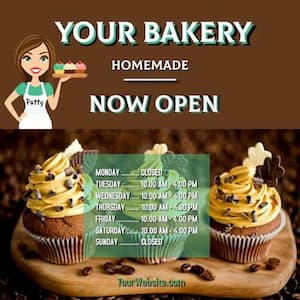 YOUR BAKERY
HOMEMADE
NOW OPEN
Patty
MONDAY ......... CLOSED
TUESDAY ......... 10.00 AM - 4:00 PM
WEDNESDAY .... 10.00 AM - 4:00 PM
THURSDAY ....... 10.00 AM - 4:00 PM
FRIDAY ............ 10.00 AM - 4:00 PM
SATURDAY ....... 10.00 AM - 4:00 PM
SUNDAY .......... CLOSED
YourWebsite.com